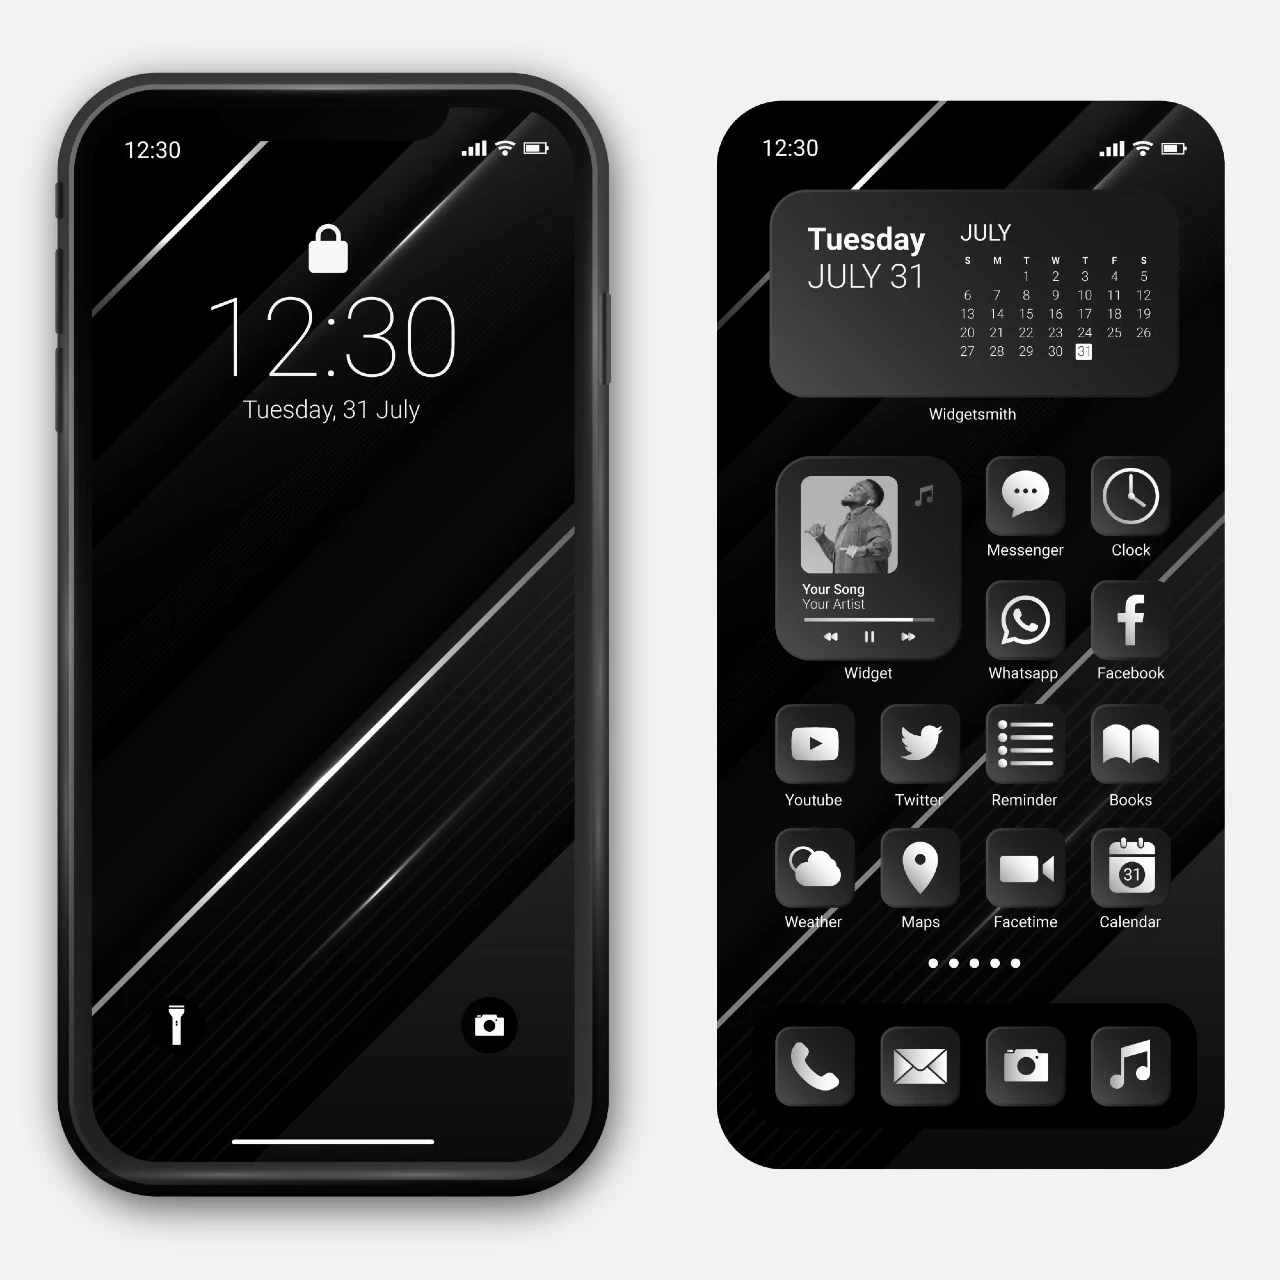 12:30
12:30
Tuesday, 31 July
12:30
Tuesday
JULY 31
JULY
S M T W T F S
1 2 3 4 5
6 7 8 9 10 11 12
13 14 15 16 17 18 19
20 21 22 23 24 25 26
27 28 29 30 31
Widgetsmith
Your Song
Your Artist
Widget
Messenger Clock
Whatsapp Facebook
Youtube Twitter Reminder Books
31
Weather Maps Facetime Calendar